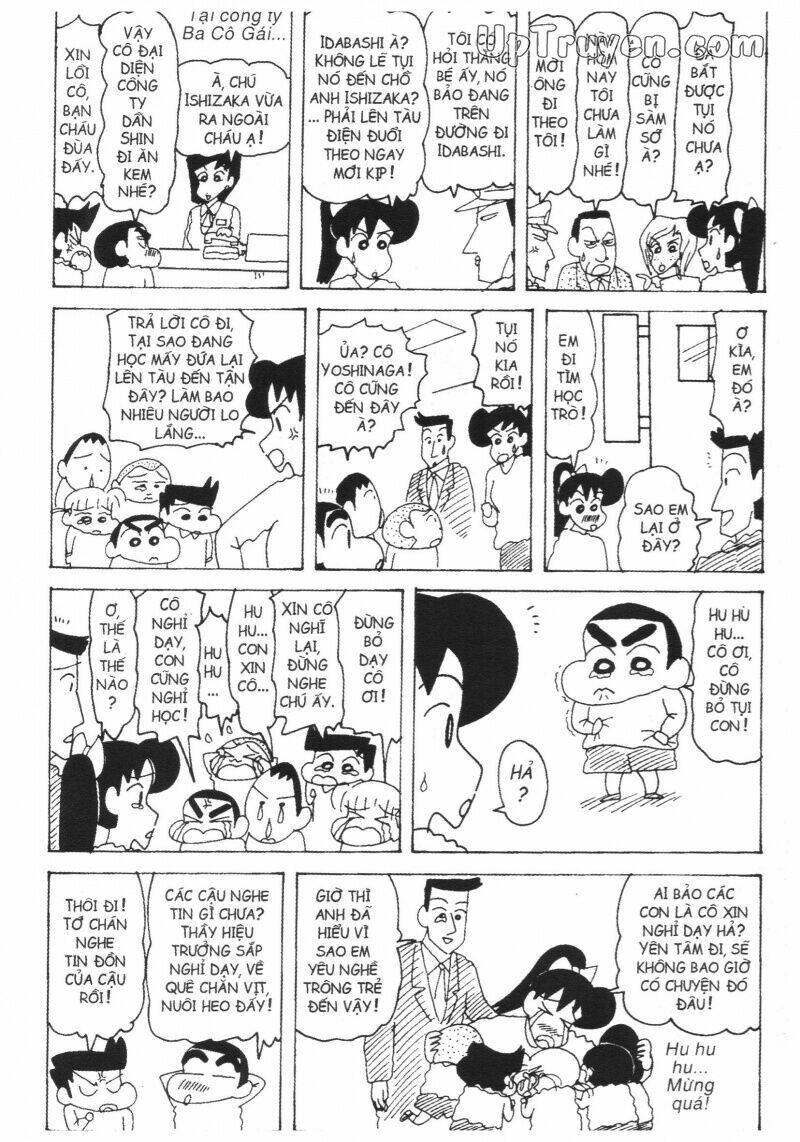 UpTruyen.com
ĐÃ
BẮT
ĐƯỢC
TỤI
NÓ
CHƯA
Ạ?
CÔ
CŨNG
BỊ
SÀM
SỠ
À?
HÔM
NAY
TÔI
CHƯA
LÀM
GÌ
NHÉ!
MỜI
ÔNG
ĐI
THEO
TÔI!
TÔI CÓ
HỎI THẰNG
BÉ ẤY, NÓ
BẢO ĐANG
TRÊN
ĐƯỜNG ĐI
IDABASHI.
IDABASHI À?
KHÔNG LẼ TỤI
NÓ ĐẾN CHỖ
ANH ISHIZAKA?
... PHẢI LÊN TÀU
ĐIỆN ĐUỔI
THEO NGAY
MỚI KỊP!
Tại công ty
Ba Cô Gái...
À, CHÚ
ISHIZAKA VỪA
RA NGOÀI
CHÁU Ạ!
VẬY
CÔ ĐẠI
DIỆN
CÔNG
TY
DẪN
SHIN
ĐI ĂN
KEM
NHÉ?
XIN
LỖI
CÔ,
BẠN
CHÁU
ĐÙA
ĐẤY.
Ơ
KÌA,
EM
ĐÓ
À?
SAO EM
LẠI Ở
ĐÂY?
EM
ĐI
TÌM
HỌC
TRÒ!
TỤI
NÓ
KIA
RỒI!
ỦA? CÔ
YOSHINAGA!
CÔ CŨNG
ĐẾN ĐÂY
À?
TRẢ LỜI CÔ ĐI,
TẠI SAO ĐANG
HỌC MẤY ĐỨA LẠI
LÊN TÀU ĐẾN TẬN
ĐÂY? LÀM BAO
NHIÊU NGƯỜI LO
LẮNG...
HU HÙ
HU...
CÔ ƠI,
CÔ
ĐỪNG
BỎ TỤI
CON!
HẢ
?
ĐỪNG
BỎ
DẠY
CÔ
ƠI!
XIN CÔ
NGHĨ
LẠI,
ĐỪNG
NGHE
CHÚ ẤY.
HU
HU...
CON
XIN
CÔ...
HU
HU
...
CÔ
NGHỈ
DẠY,
CON
CŨNG
NGHỈ
HỌC!
Ơ,
THẾ
LÀ
THẾ
NÀO
?
AI BẢO CÁC
CON LÀ CÔ XIN
NGHỈ DẠY HẢ?
YÊN TÂM ĐI, SẼ
KHÔNG BAO GIỜ
CÓ CHUYỆN ĐÓ
ĐÂU!
GIỜ THÌ
ANH ĐÃ
HIỂU VÌ
SAO EM
YÊU NGHỀ
TRÔNG TRẺ
ĐẾN VẬY!
Hu hu
hu...
Mừng
quá!
CÁC CẬU NGHE
TIN GÌ CHƯA?
THẦY HIỆU
TRƯỞNG SẮP
NGHỈ DẠY, VỀ
QUÊ CHĂN VỊT,
NUÔI HEO ĐẤY!
THÔI ĐI!
TỚ CHÁN
NGHE
TIN ĐỒN
CỦA CẬU
RỒI!